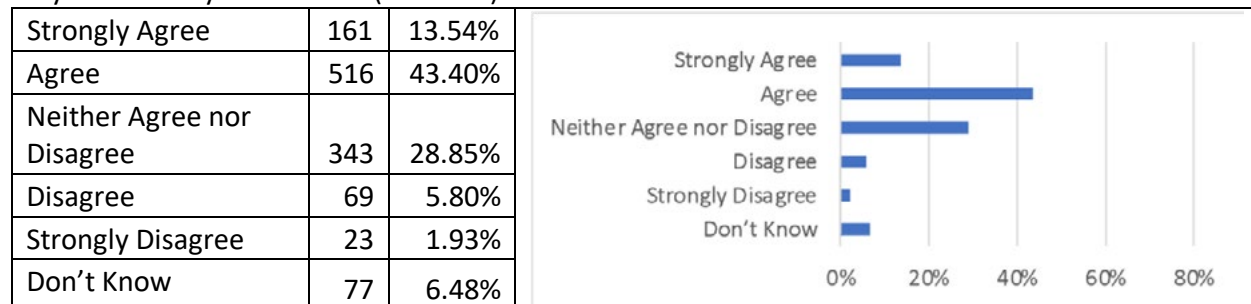 Strongly Agree 161 13.54%
Agree 516 43.40%
Neither Agree nor
Disagree 343 28.85%
Disagree 69 5.80%
Strongly Disagree 23 1.93%
Don't Know 77 6.48%
Strongly Agree
Agree
Neither Agree nor Disagree
Disagree
Strongly Disagree
Don't Know
0% 20% 40% 60% 80%